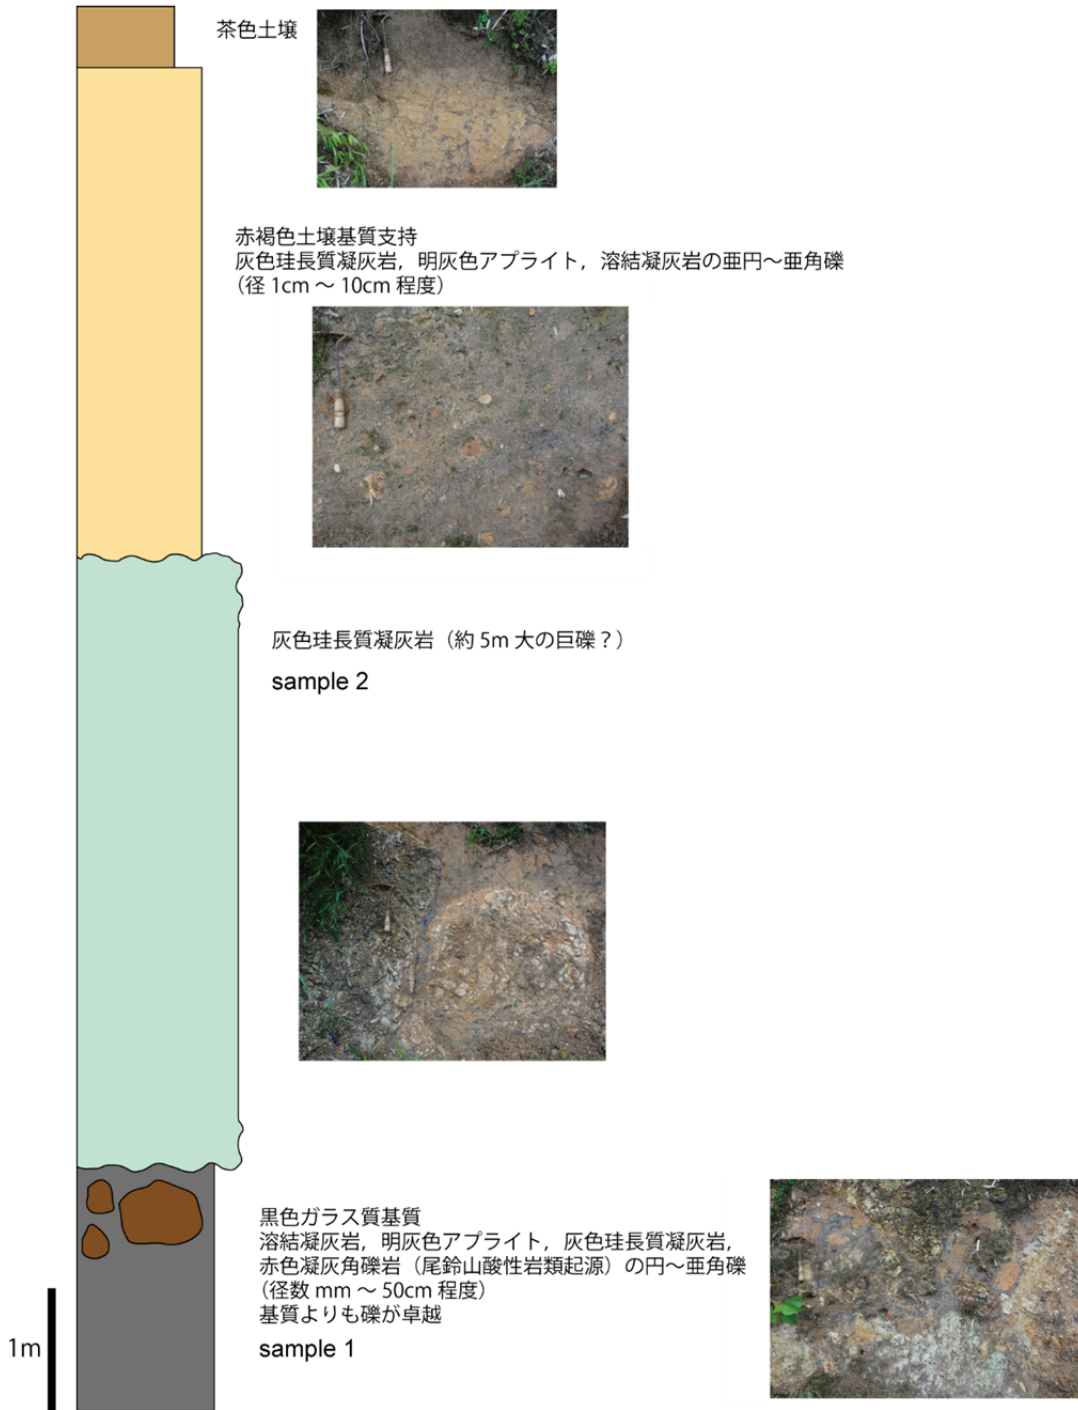 茶色土壌
赤褐色土壌基質支持
灰色珪長質凝灰岩，明灰色アプライト，溶結凝灰岩の亜円～亜角礫
（径 1cm ～ 10cm 程度）
灰色珪長質凝灰岩（約 5m 大の巨礫？）
sample 2
黒色ガラス質基質
溶結凝灰岩，明灰色アプライト，灰色珪長質凝灰岩，
赤色凝灰角礫岩（尾鈴山酸性岩類起源）の円～亜角礫
（径数 mm ～ 50cm 程度）
基質よりも礫が卓越
sample 1
1m